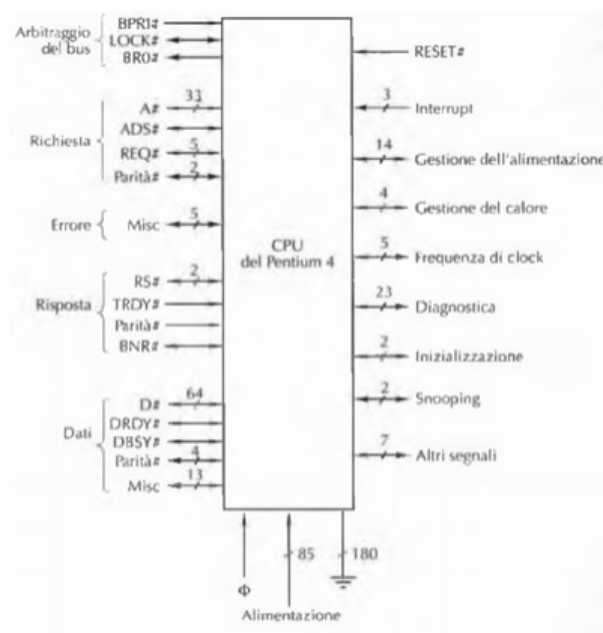 Arbitraggio
del bus
BPRI#
LOCK#
BR0#
Richiesta
33
A#
ADS#
5
REQ#
2
Parità#
Errore
5
Misc
Risposta
2
RS#
TRDY#
Parità#
BNR#
Dati
64
D#
DRDY#
DBSY#
4
Parità#
13
Misc
CPU
del Pentium 4
RESET#
3
Interrupt
14
Gestione dell'alimentazione
4
Gestione del calore
5
Frequenza di clock
23
Diagnostica
2
Inizializzazione
2
Snooping
7
Altri segnali
Φ
85
180
Alimentazione